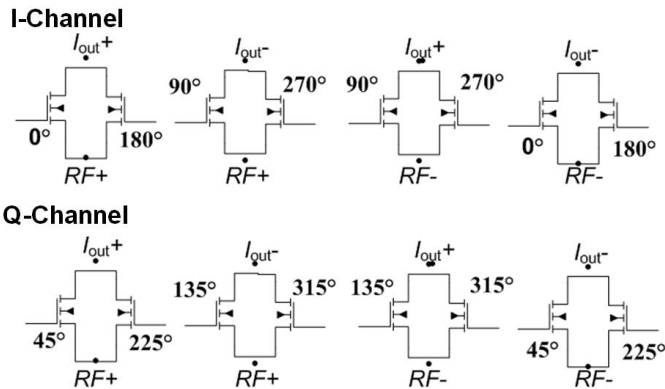 I-Channel
Iout+ Iout- Iout+ Iout-
90° 270° 90° 270°
0° 180° 0° 180°
RF+ RF+ RF- RF-
Q-Channel
Iout+ Iout- Iout+ Iout-
135° 315° 135° 315°
45° 225° 45° 225°
RF+ RF+ RF- RF-